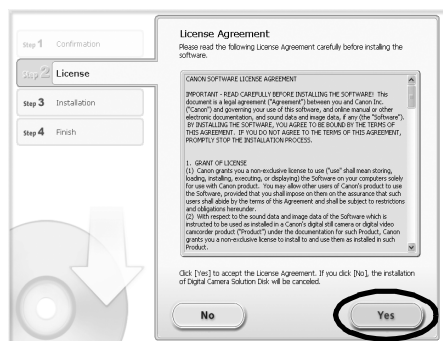 Step 1 Confirmation
Step 2 License
Step 3 Installation
Step 4 Finish
License Agreement
Please read the following License Agreement carefully before installing the
software.
CANON SOFTWARE LICENSE AGREEMENT
IMPORTANT - READ CAREFULLY BEFORE INSTALLING THE SOFTWARE! This
document is a legal agreement ("Agreement") between you and Canon Inc.
("Canon") and governing your use of this software, and online manual or other
electronic documentation, and sound data and image data, if any (the "Software").
BY INSTALLING THE SOFTWARE, YOU AGREE TO BE BOUND BY THE TERMS OF
THIS AGREEMENT. IF YOU DO NOT AGREE TO THE TERMS OF THIS AGREEMENT,
PROMPTLY STOP THE INSTALLATION PROCESS.
1. GRANT OF LICENSE
(1) Canon grants you a non-exclusive license to use ("use" shall mean storing,
loading, installing, executing, or displaying) the Software on your computers solely
for use with Canon product. You may allow other users of Canon's product to use
the Software, provided that you shall impose on them on the assurance that such
users shall abide by the terms of this Agreement and shall be subject to restrictions
and obligations hereunder.
(2) With respect to the sound data and image data of the Software which is
instructed to be used as installed in a Canon's digital still camera or digital video
camcorder product ("Product") under the documentation for such Product, Canon
grants you a non-exclusive license to install to and use them as installed in such
Product.
Click [Yes] to accept the License Agreement. If you click [No], the installation
of Digital Camera Solution Disk will be canceled.
No
Yes